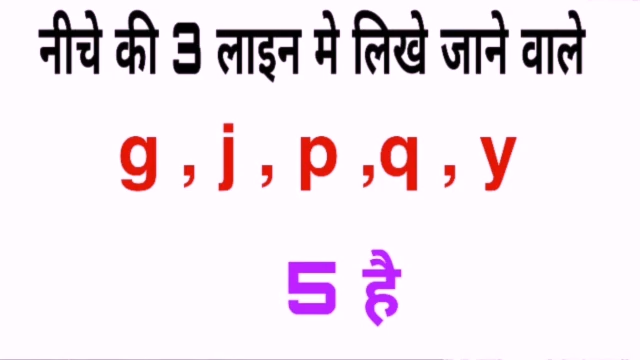 नीचे की 3 लाइन मे लिखे जाने वाले
g , j , p ,q , y
5 है